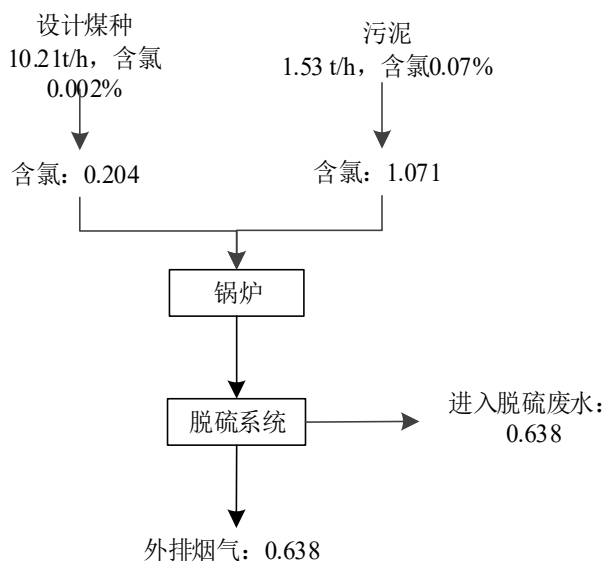 设计煤种
10.21t/h，含氯
0.002%
污泥
1.53 t/h，含氯0.07%
含氯：0.204
含氯：1.071
锅炉
脱硫系统
进入脱硫废水：
0.638
外排烟气：0.638